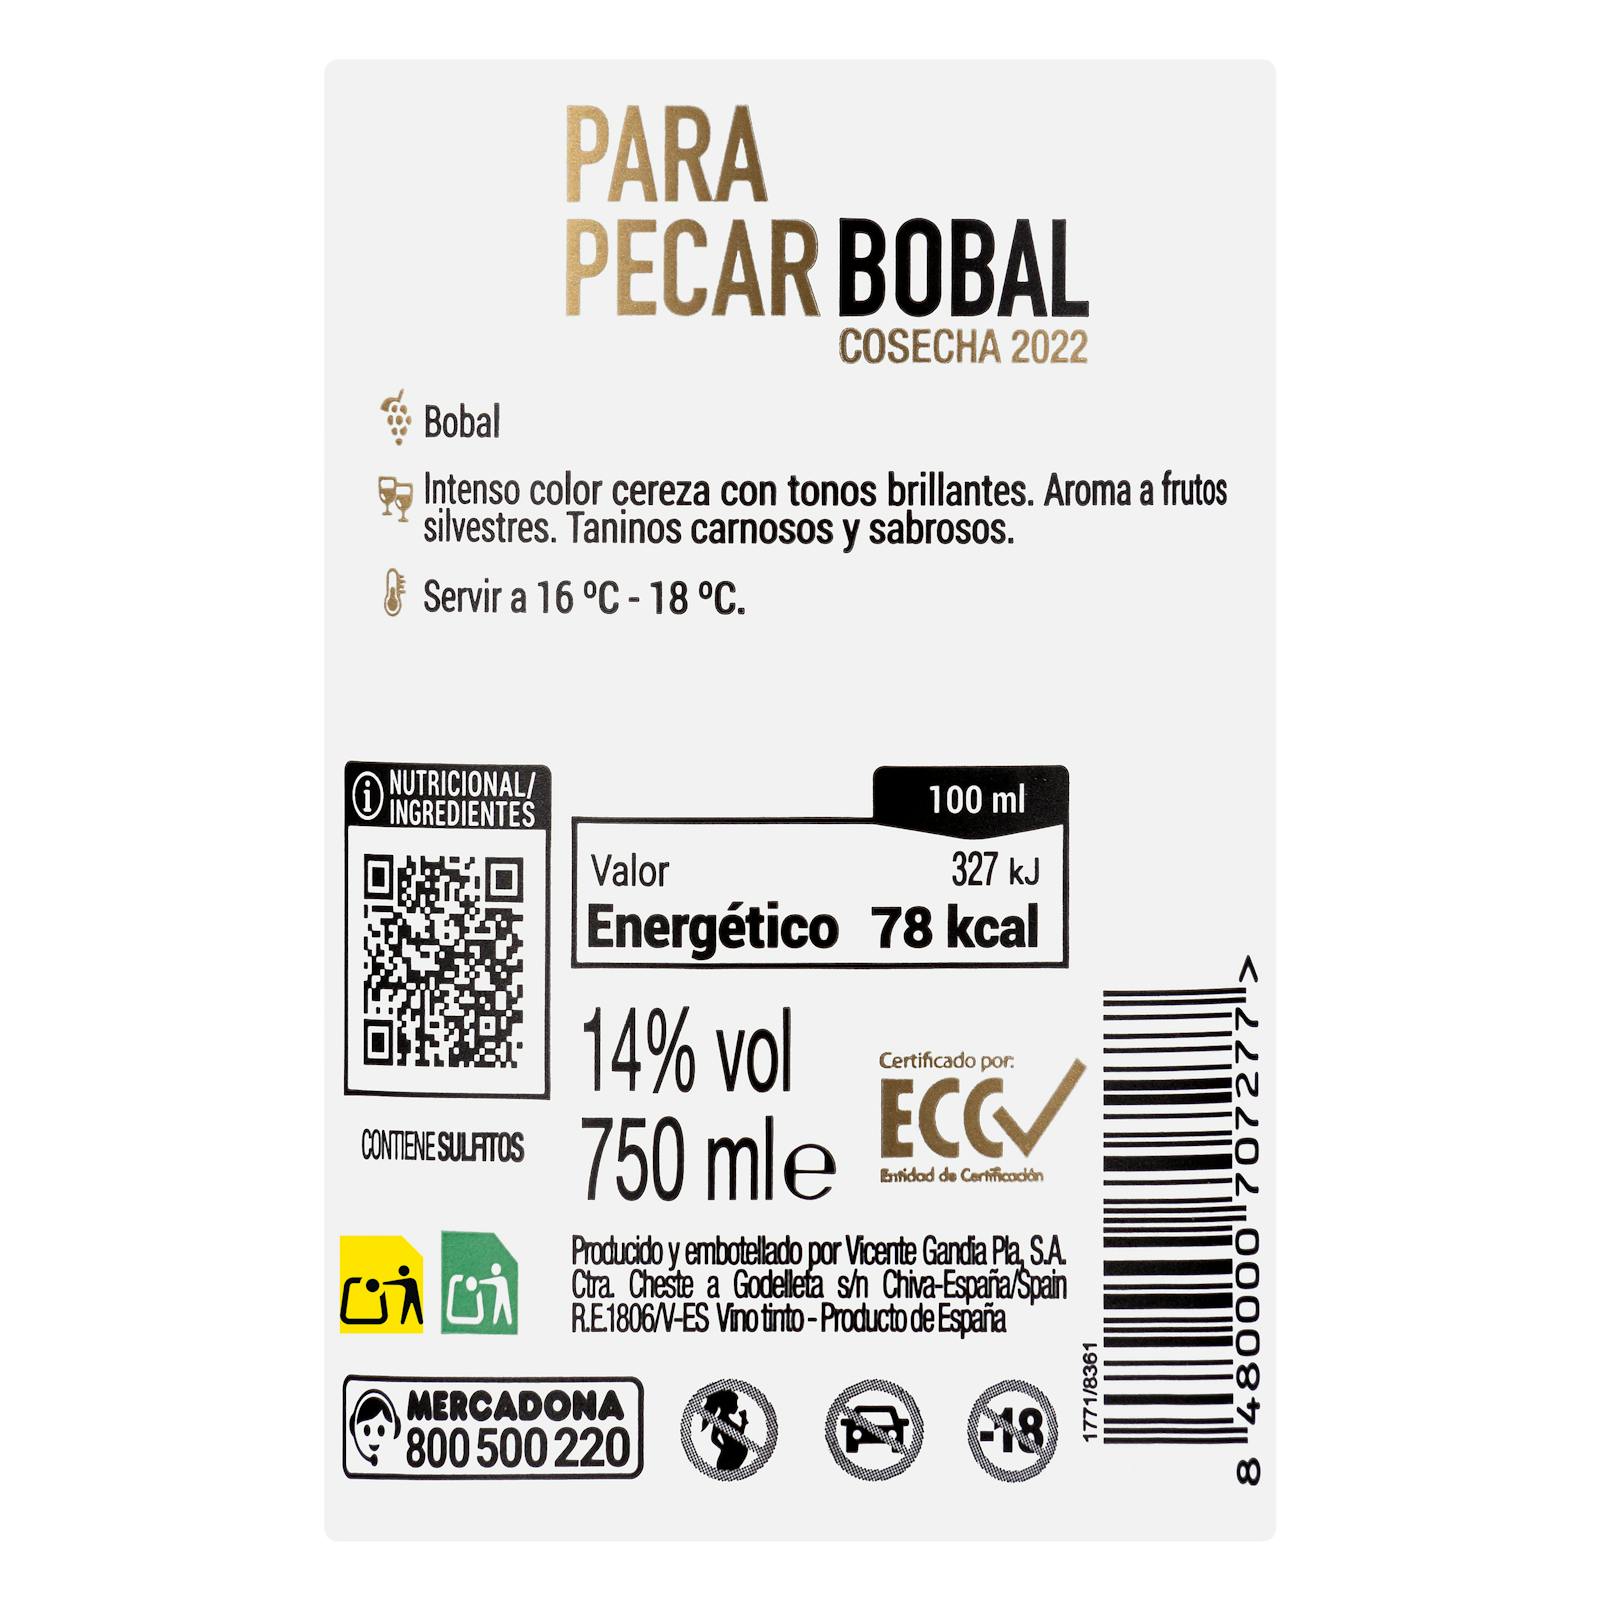 PARA
PECAR BOBAL
COSECHA 2022
Bobal
Intenso color cereza con tonos brillantes. Aroma a frutos
silvestres. Taninos carnosos y sabrosos.
Servir a 16 ºC - 18 ºC.
i NUTRICIONAL/
INGREDIENTES
100 ml
Valor 327 kJ
Energético 78 kcal
14% vol
750 ml e
CONTIENE SULFITOS
Certificado por:
ECC
Entidad de Certificación
Producido y embotellado por Vicente Gandia Pla, S.A.
Ctra. Cheste a Godelleta s/n Chiva-España/Spain
R.E.1806/V-ES Vino tinto - Producto de España
MERCADONA
800 500 220
-18
1771/8361
8 480000 707277 >